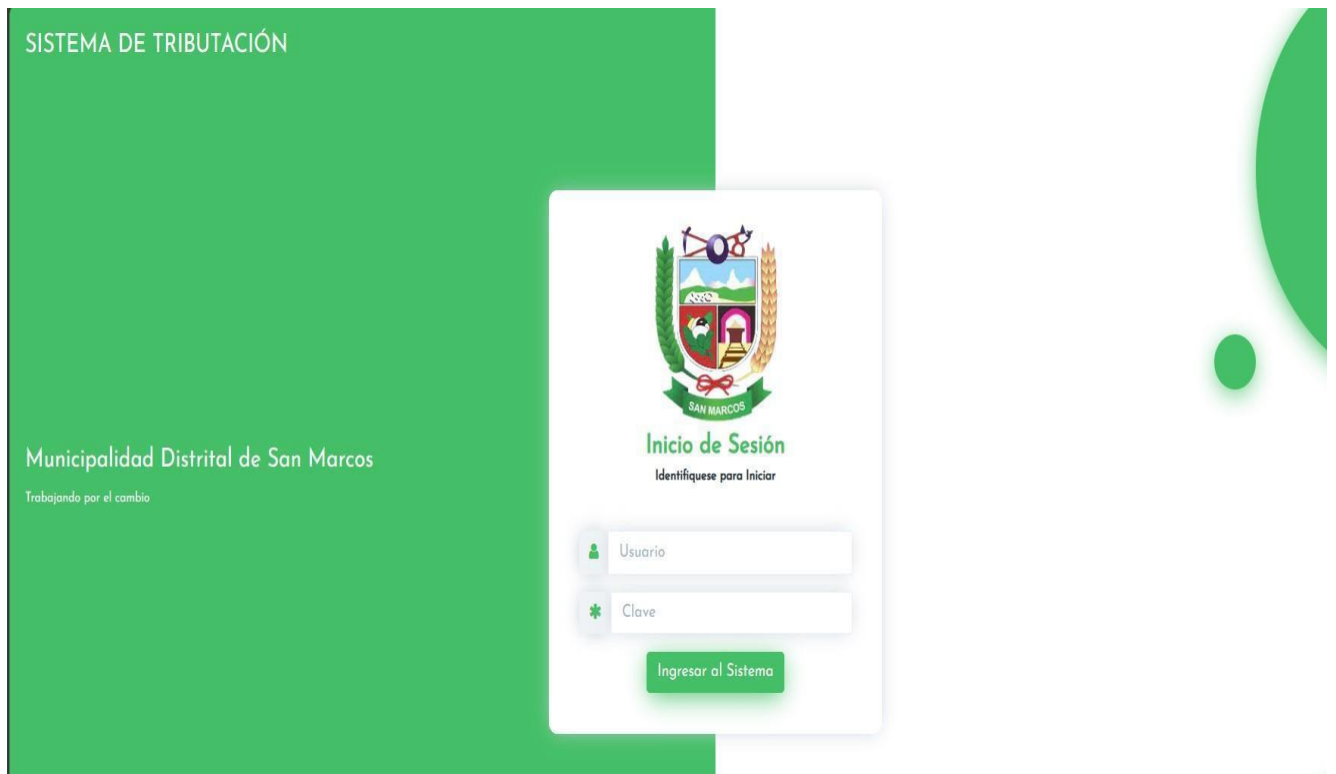 SISTEMA DE TRIBUTACIÓN
Municipalidad Distrital de San Marcos
Trabajando por el cambio
SAN MARCOS
Inicio de Sesión
Identifiquese para Iniciar
Usuario
Clave
Ingresar al Sistema